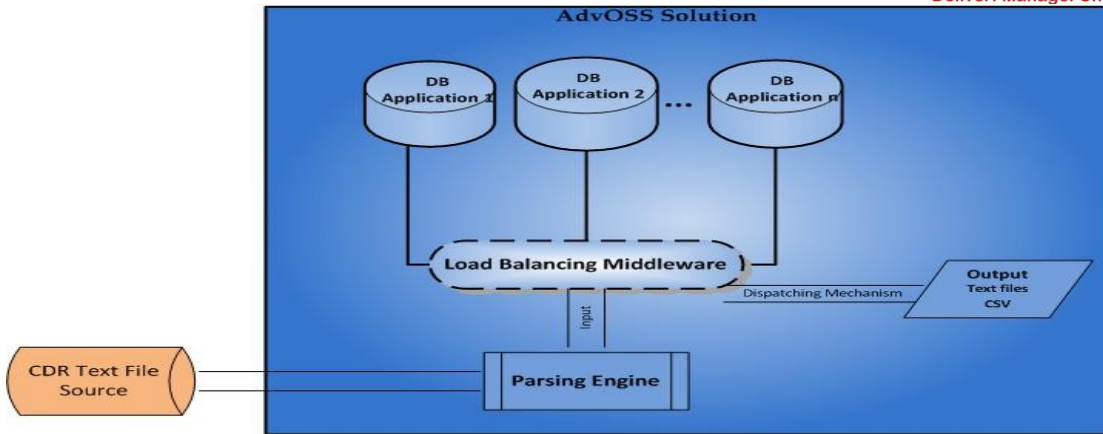 AdvOSS Solution
DB
Application 1
DB
Application 2
...
DB
Application n
Load Balancing Middleware
Dispatching Mechanism
Output
Text files
CSV
Input
CDR Text File
Source
Parsing Engine